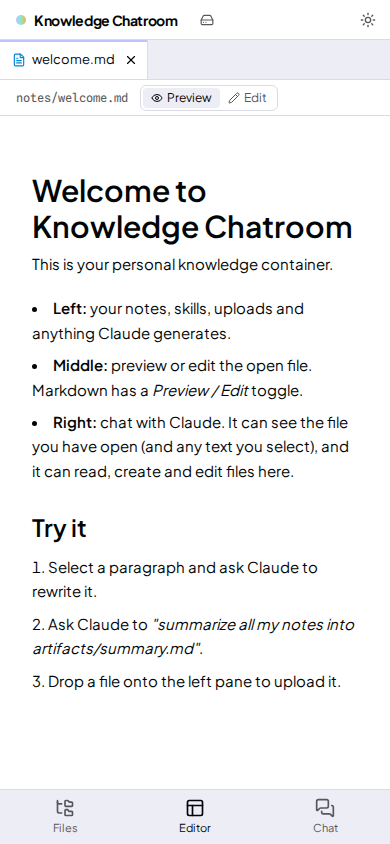 Knowledge Chatroom
welcome.md
notes/welcome.md
Preview
Edit
Welcome to
Knowledge Chatroom
This is your personal knowledge container.
• Left: your notes, skills, uploads and
anything Claude generates.
• Middle: preview or edit the open file.
Markdown has a Preview / Edit toggle.
• Right: chat with Claude. It can see the file
you have open (and any text you select), and
it can read, create and edit files here.
Try it
1. Select a paragraph and ask Claude to
rewrite it.
2. Ask Claude to "summarize all my notes into
artifacts/summary.md".
3. Drop a file onto the left pane to upload it.
Files
Editor
Chat